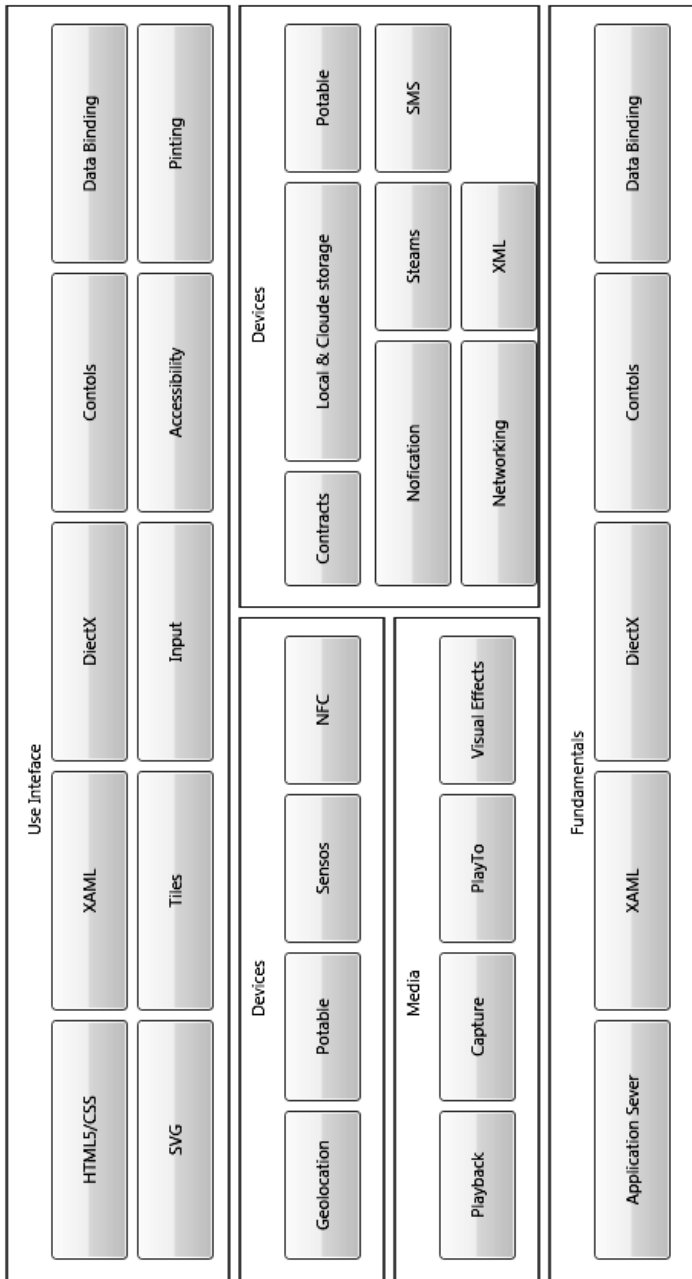 Use Inteface
HTML5/CSS
XAML
DiectX
Contols
Data Binding
SVG
Tiles
Input
Accessibility
Pinting
Devices
Geolocation
Potable
Sensos
NFC
Media
Playback
Capture
PlayTo
Visual Effects
Devices
Contracts
Local & Cloude storage
Potable
Nofication
Steams
SMS
Networking
XML
Fundamentals
Application Sever
XAML
DiectX
Contols
Data Binding